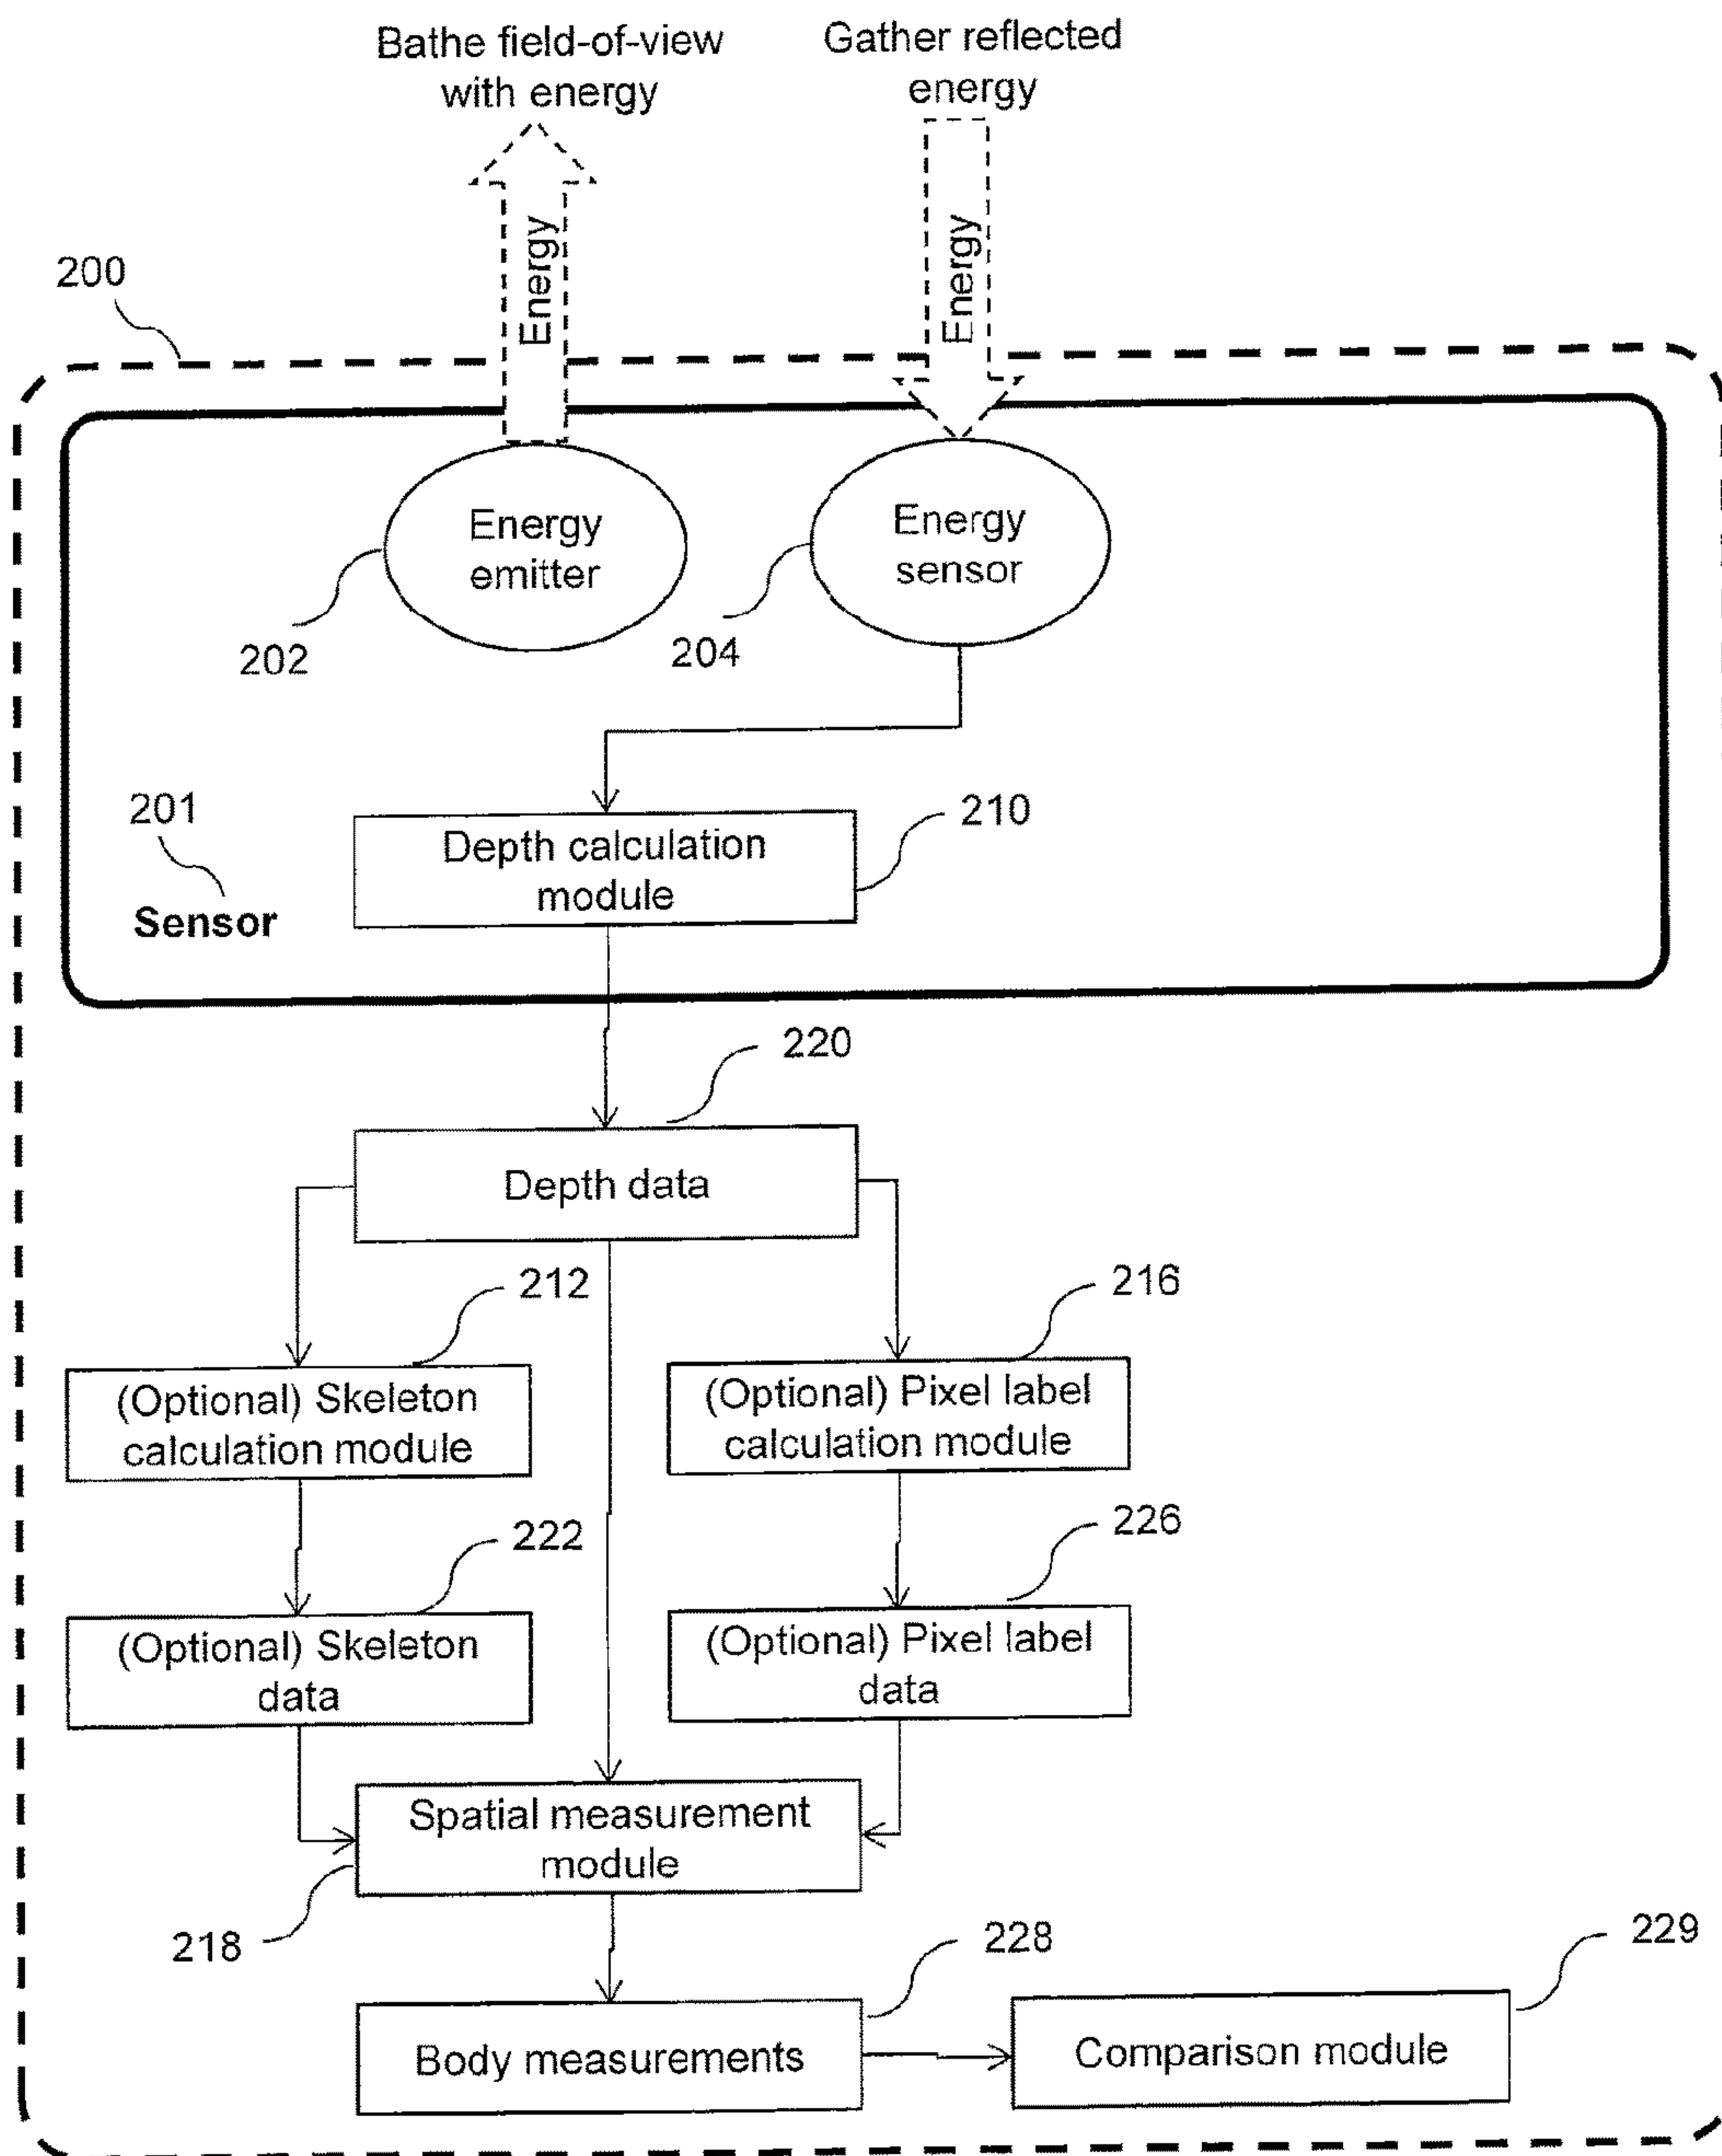 Bathe field-of-view
with energy
Gather reflected
energy
Energy
Energy
200
Energy
emitter
Energy
sensor
202
204
201
Sensor
210
Depth calculation
module
220
Depth data
212
216
(Optional) Skeleton
calculation module
(Optional) Pixel label
calculation module
222
226
(Optional) Skeleton
data
(Optional) Pixel label
data
Spatial measurement
module
218
228
229
Body measurements
Comparison module